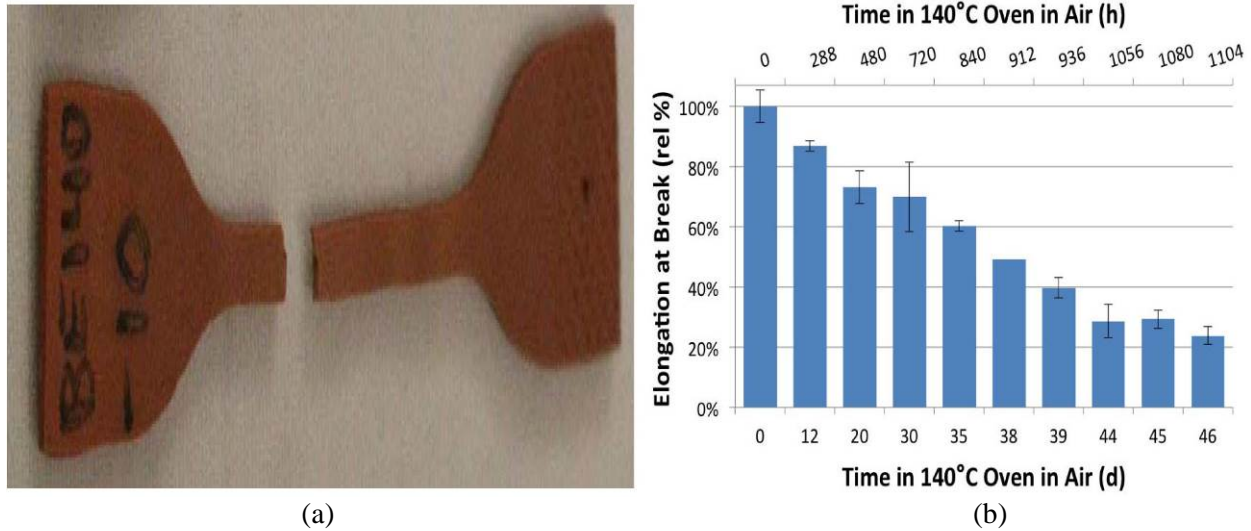 BE140
-10
(a)
Time in 140°C Oven in Air (h)
0 288 480 720 840 912 936 1056 1080 1104
Elongation at Break (rel %)
100%
80%
60%
40%
20%
0%
0 12 20 30 35 38 39 44 45 46
Time in 140°C Oven in Air (d)
(b)